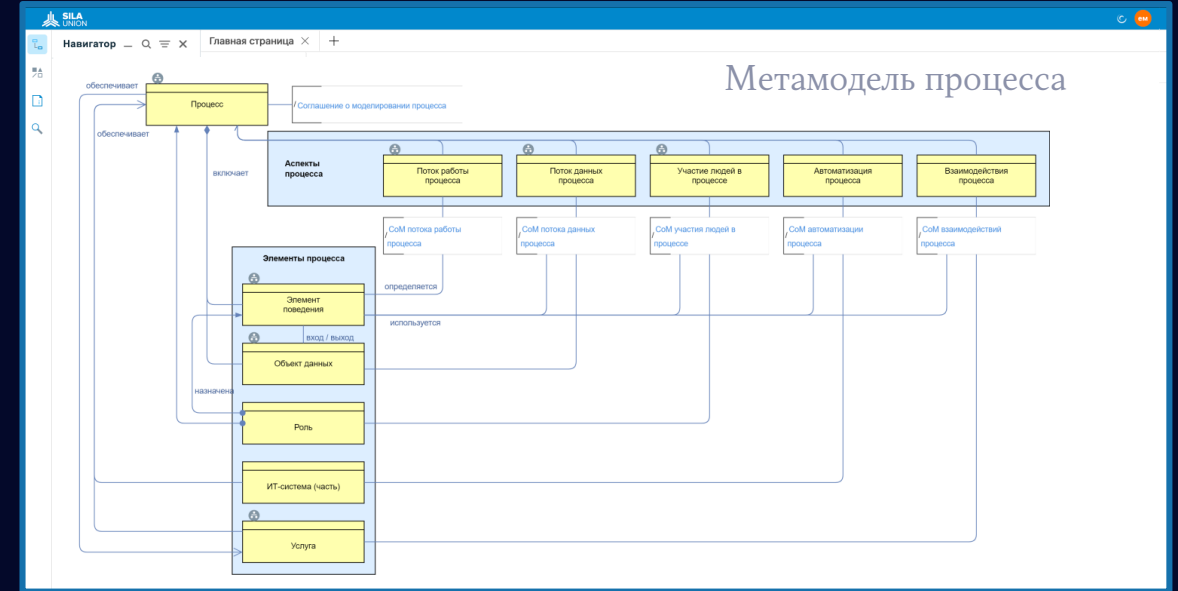 SILA
UNION
ем
Навигатор
Главная страница
Метамодель процесса
обеспечивает
Процесс
/Соглашение о моделировании процесса
обеспечивает
включает
Аспекты
процесса
Поток работы
процесса
Поток данных
процесса
Участие людей в
процессе
Автоматизация
процесса
Взаимодействия
процесса
/СоМ потока работы
процесса
/СоМ потока данных
процесса
/СоМ участия людей в
процессе
/СоМ автоматизации
процесса
/СоМ взаимодействий
процесса
Элементы процесса
Элемент
поведения
определяется
используется
вход / выход
Объект данных
назначена
Роль
ИТ-система (часть)
Услуга